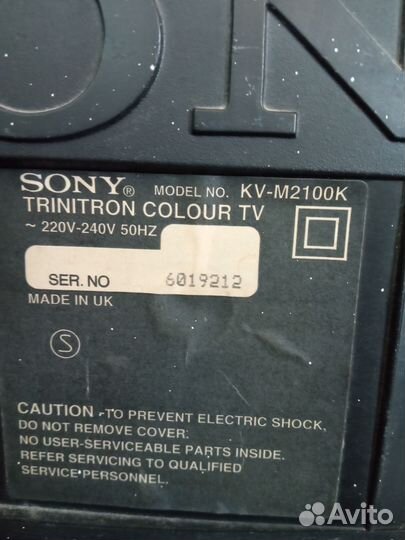 SON
SONY® MODEL NO. KV-M2100K
TRINITRON COLOUR TV
~ 220V-240V 50HZ
SER. NO 6019212
MADE IN UK
S
CAUTION -TO PREVENT ELECTRIC SHOCK,
DO NOT REMOVE COVER.
NO USER-SERVICEABLE PARTS INSIDE.
REFER SERVICING TO QUALIFIED
SERVICE PERSONNEL.
Avito